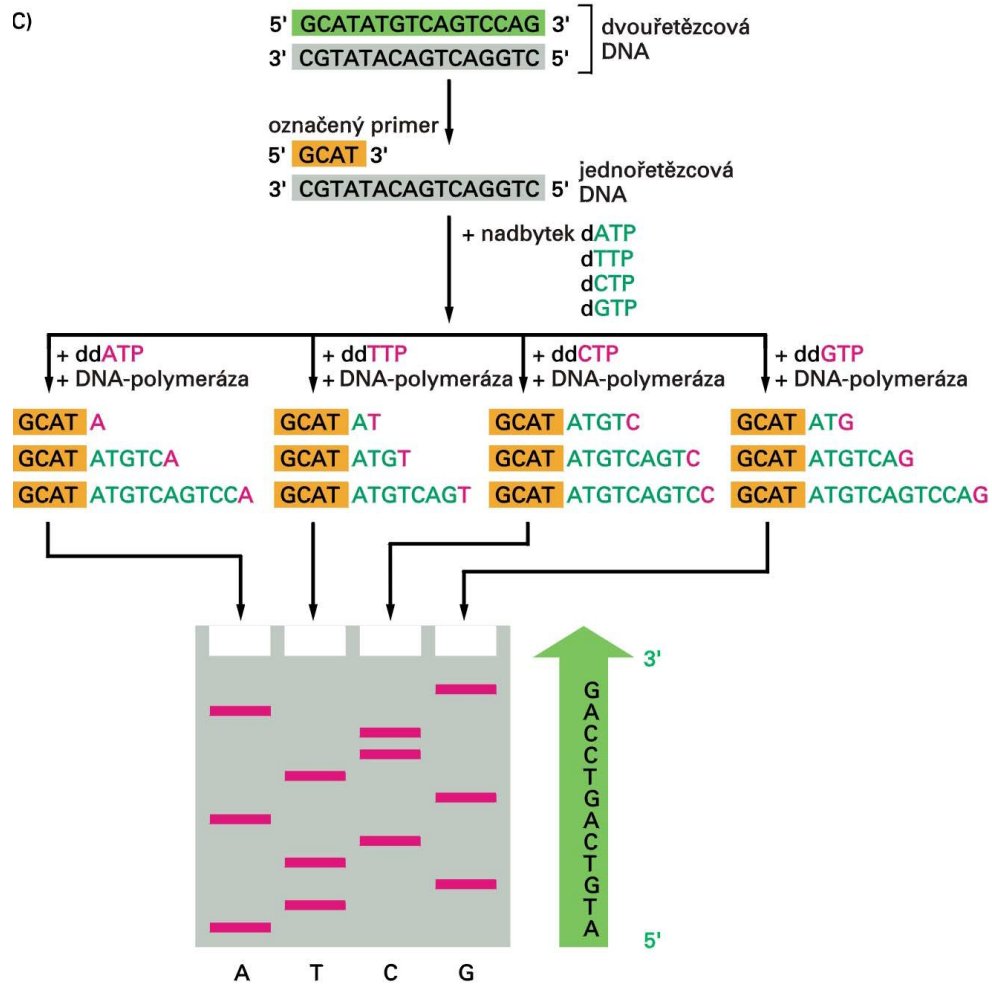 C)
5' GCATATGTCAGTCCAG 3'
3' CGTATACAGTCAGGTC 5'
dvouřetězcová
DNA
označený primer
5' GCAT 3'
3' CGTATACAGTCAGGTC 5'
jednořetězcová
DNA
+ nadbytek dATP
dTTP
dCTP
dGTP
+ ddATP
+ DNA-polymeráza
GCAT A
GCAT ATGTCA
GCAT ATGTCAGTCCA
+ ddTTP
+ DNA-polymeráza
GCAT AT
GCAT ATGT
GCAT ATGTCAGT
+ ddCTP
+ DNA-polymeráza
GCAT ATGTC
GCAT ATGTCAGTC
GCAT ATGTCAGTCC
+ ddGTP
+ DNA-polymeráza
GCAT ATG
GCAT ATGTCAG
GCAT ATGTCAGTCCAG
3'
G
A
C
C
T
G
A
C
T
G
T
A
5'
A T C G